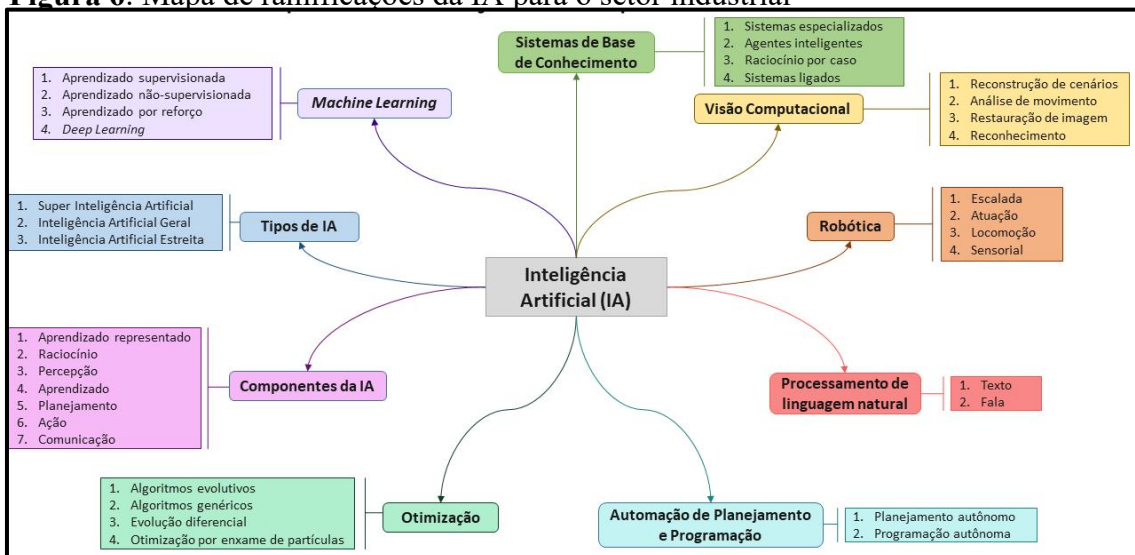 Figura 6: Mapa de ramificações da IA para o setor industrial
Sistemas de Base
de Conhecimento
1. Sistemas especializados
2. Agentes inteligentes
3. Raciocínio por caso
4. Sistemas ligados
1. Aprendizado supervisionada
2. Aprendizado não-supervisionada
3. Aprendizado por reforço
4. Deep Learning
Machine Learning
Visão Computacional
1. Reconstrução de cenários
2. Análise de movimento
3. Restauração de imagem
4. Reconhecimento
1. Super Inteligência Artificial
2. Inteligência Artificial Geral
3. Inteligência Artificial Estreita
Tipos de IA
Robótica
1. Escalada
2. Atuação
3. Locomoção
4. Sensorial
Inteligência
Artificial (IA)
1. Aprendizado representado
2. Raciocínio
3. Percepção
4. Aprendizado
5. Planejamento
6. Ação
7. Comunicação
Componentes da IA
Processamento de
linguagem natural
1. Texto
2. Fala
1. Algoritmos evolutivos
2. Algoritmos genéricos
3. Evolução diferencial
4. Otimização por enxame de partículas
Otimização
Automação de Planejamento
e Programação
1. Planejamento autônomo
2. Programação autônoma